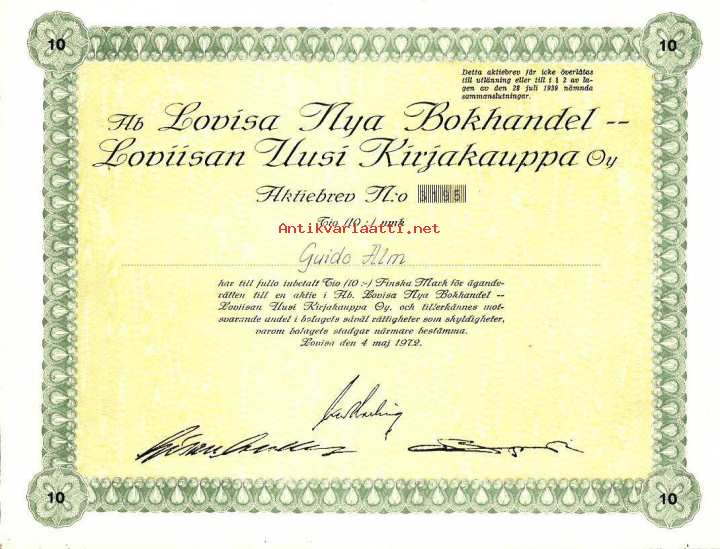 10
10
Detta aktiebrev får icke överlåtas
till utlänning eller till i § 2 av la-
gen av den 28 juli 1939 nämnda
sammanslutningar.
Ab Lovisa Nya Bokhandel --
Loviisan Uusi Kirjakauppa Oy
Aktiebrev N:o
Tio (10:-) nmk
Antikvariaatti.net
Guido Alm
har till fullo inbetalt Tio (10:-) Finska Mark för ägande-
rätten till en aktie i Ab. Lovisa Nya Bokhandel --
Loviisan Uusi Kirjakauppa Oy, och tillerkännes mot-
svarande andel i bolagets såväl rättigheter som skyldigheter,
varom bolagets stadgar närmare bestämma.
Lovisa den 4 maj 1972.
10
10